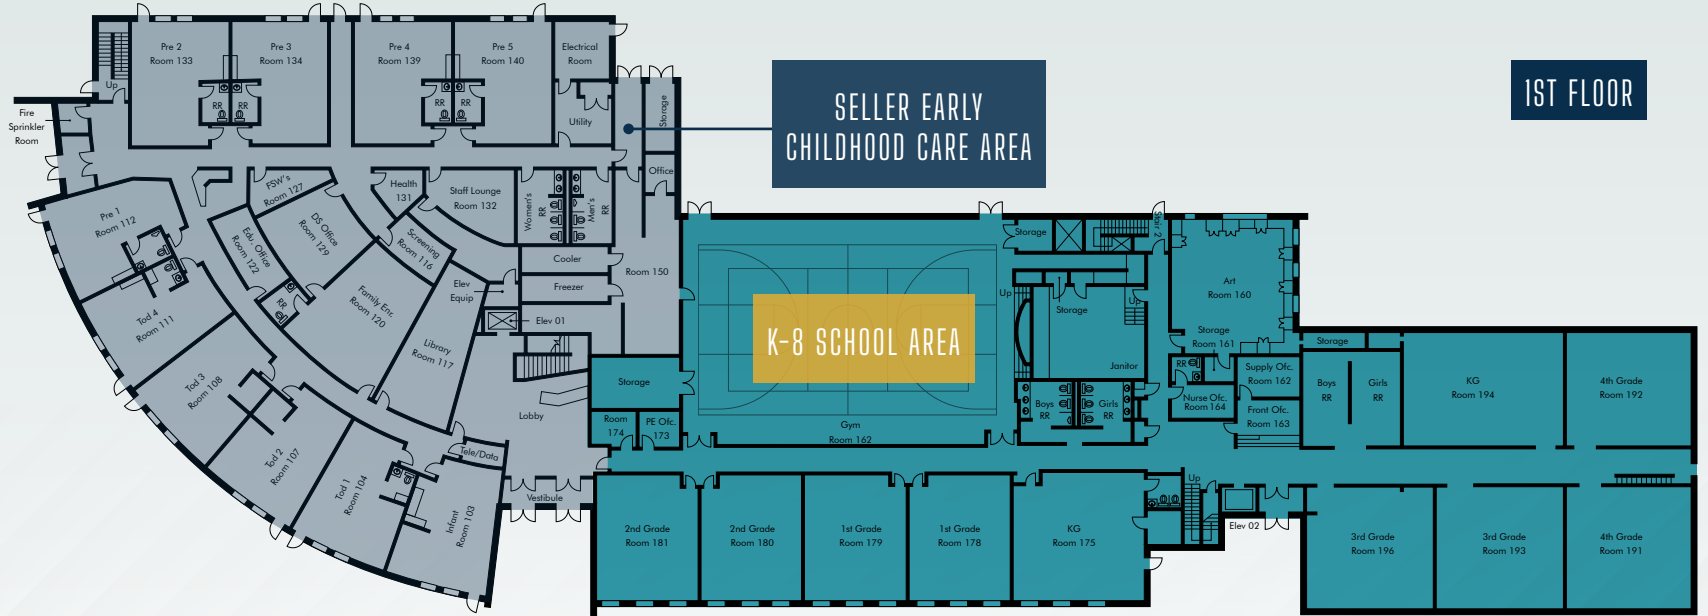 1ST FLOOR
SELLER EARLY
CHILDHOOD CARE AREA
K-8 SCHOOL AREA
Pre 2
Room 133
Pre 3
Room 134
Pre 4
Room 139
Pre 5
Room 140
Electrical
Room
Up
RR
RR
RR
RR
Utility
Storage
Fire
Sprinkler
Room
Office
Pre 1
Room 112
FSW's
Room 127
Health
131
Staff Lounge
Room 132
Women's
RR
Men's
RR
Edu. Office
Room 122
DS Office
Room 129
Screening
Room 116
Cooler
Freezer
Room 150
Elev
Equip
Elev 01
RR
Family Enr.
Room 120
Library
Room 117
Tod 4
Room 111
Tod 3
Room 108
Tod 2
Room 107
Tod 1
Room 104
Infant
Room 103
Tele/Data
Lobby
Vestibule
Storage
Room
174
PE Ofc.
173
Gym
Room 162
Storage
Stair 2
Up
Storage
Up
Janitor
Boys
RR
Girls
RR
Art
Room 160
Storage
Room 161
RR
Nurse Ofc.
Room 164
Supply Ofc.
Room 162
Front Ofc.
Room 163
Storage
Boys
RR
Girls
RR
KG
Room 194
4th Grade
Room 192
2nd Grade
Room 181
2nd Grade
Room 180
1st Grade
Room 179
1st Grade
Room 178
KG
Room 175
Up
Elev 02
3rd Grade
Room 196
3rd Grade
Room 193
4th Grade
Room 191